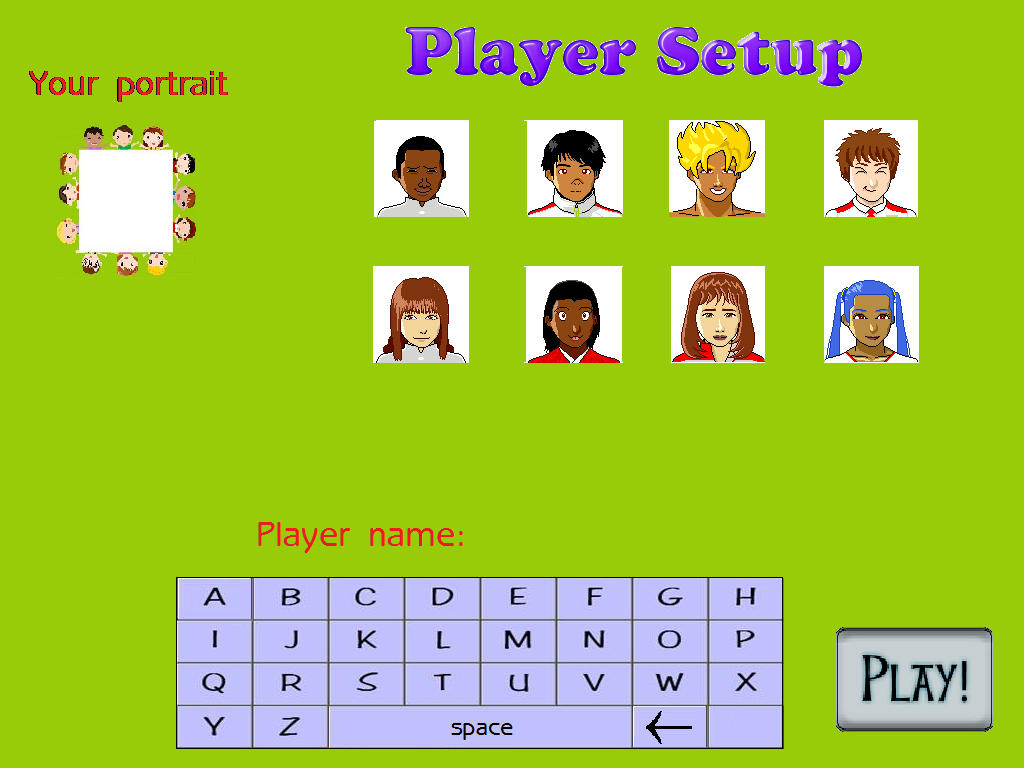 Player Setup
Your portrait
Player name:
A B C D E F G H
I J K L M N O P
Q R S T U V W X
Y Z space ←
PLAY!